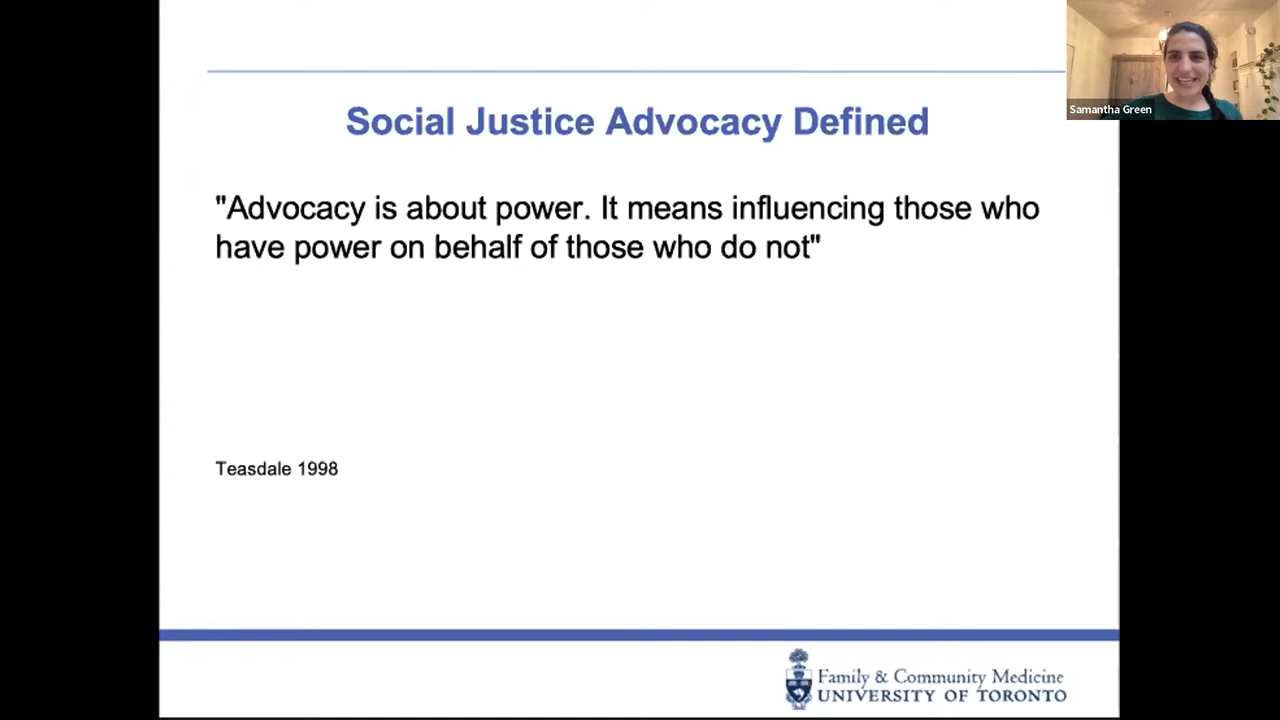 Samantha Green
Social Justice Advocacy Defined
"Advocacy is about power. It means influencing those who
have power on behalf of those who do not"
Teasdale 1998
Family & Community Medicine
UNIVERSITY OF TORONTO